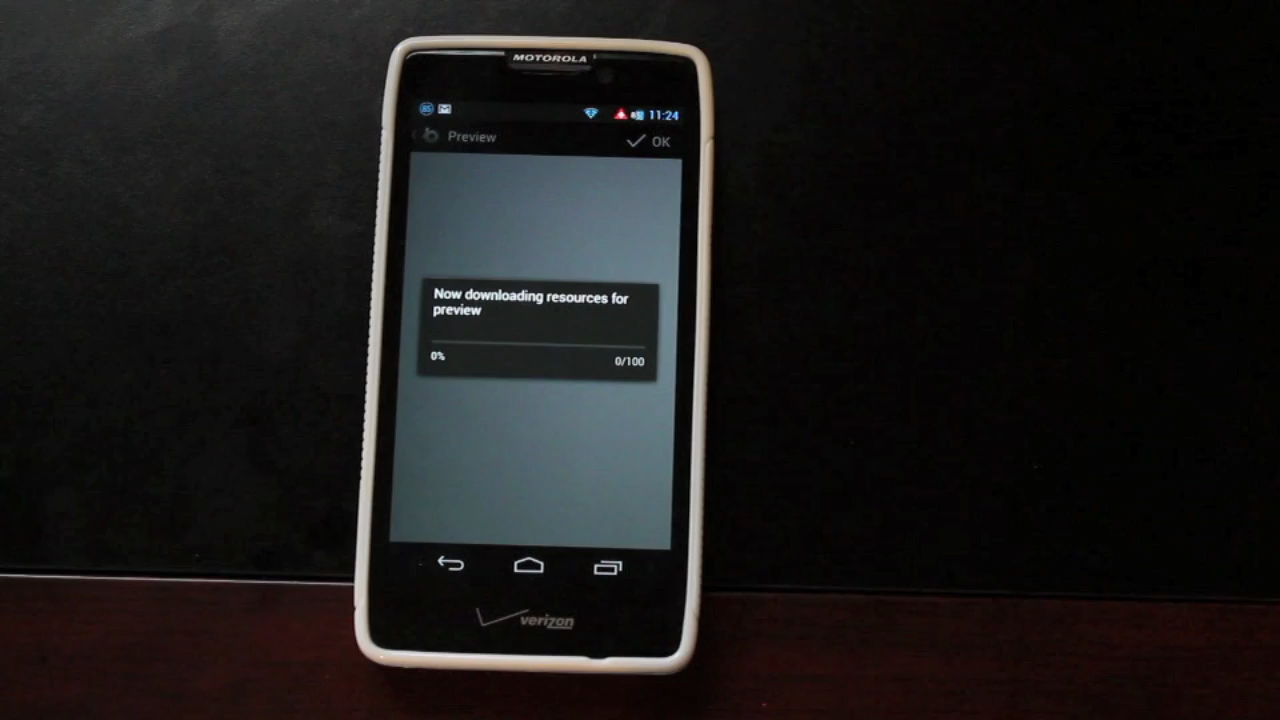 MOTOROLA
11:24
Preview
OK
Now downloading resources for
preview
0%
0/100
verizon